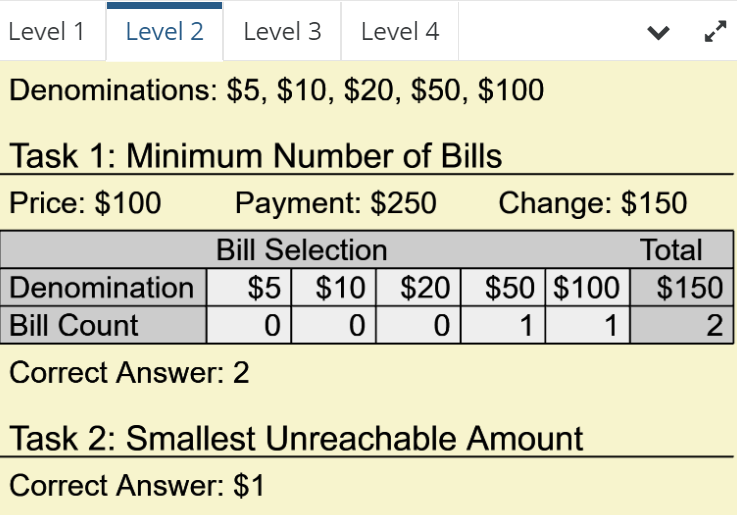 Level 1 Level 2 Level 3 Level 4
Denominations: $5, $10, $20, $50, $100
Task 1: Minimum Number of Bills
Price: $100 Payment: $250 Change: $150
Bill Selection Total
Denomination $5 $10 $20 $50 $100 $150
Bill Count 0 0 0 1 1 2
Correct Answer: 2
Task 2: Smallest Unreachable Amount
Correct Answer: $1